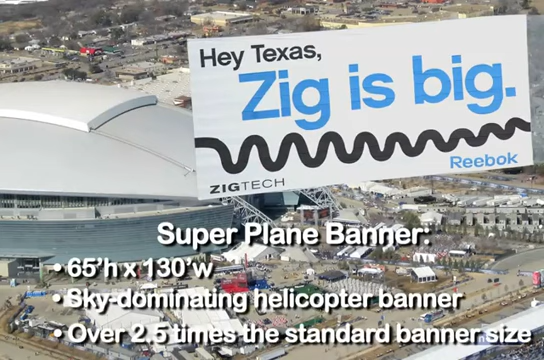 Hey Texas,
Zig is big.
ZIGTECH
Reebok
Super Plane Banner:
• 65'h x 130'w
• Sky-dominating helicopter banner
• Over 2.5 times the standard banner size